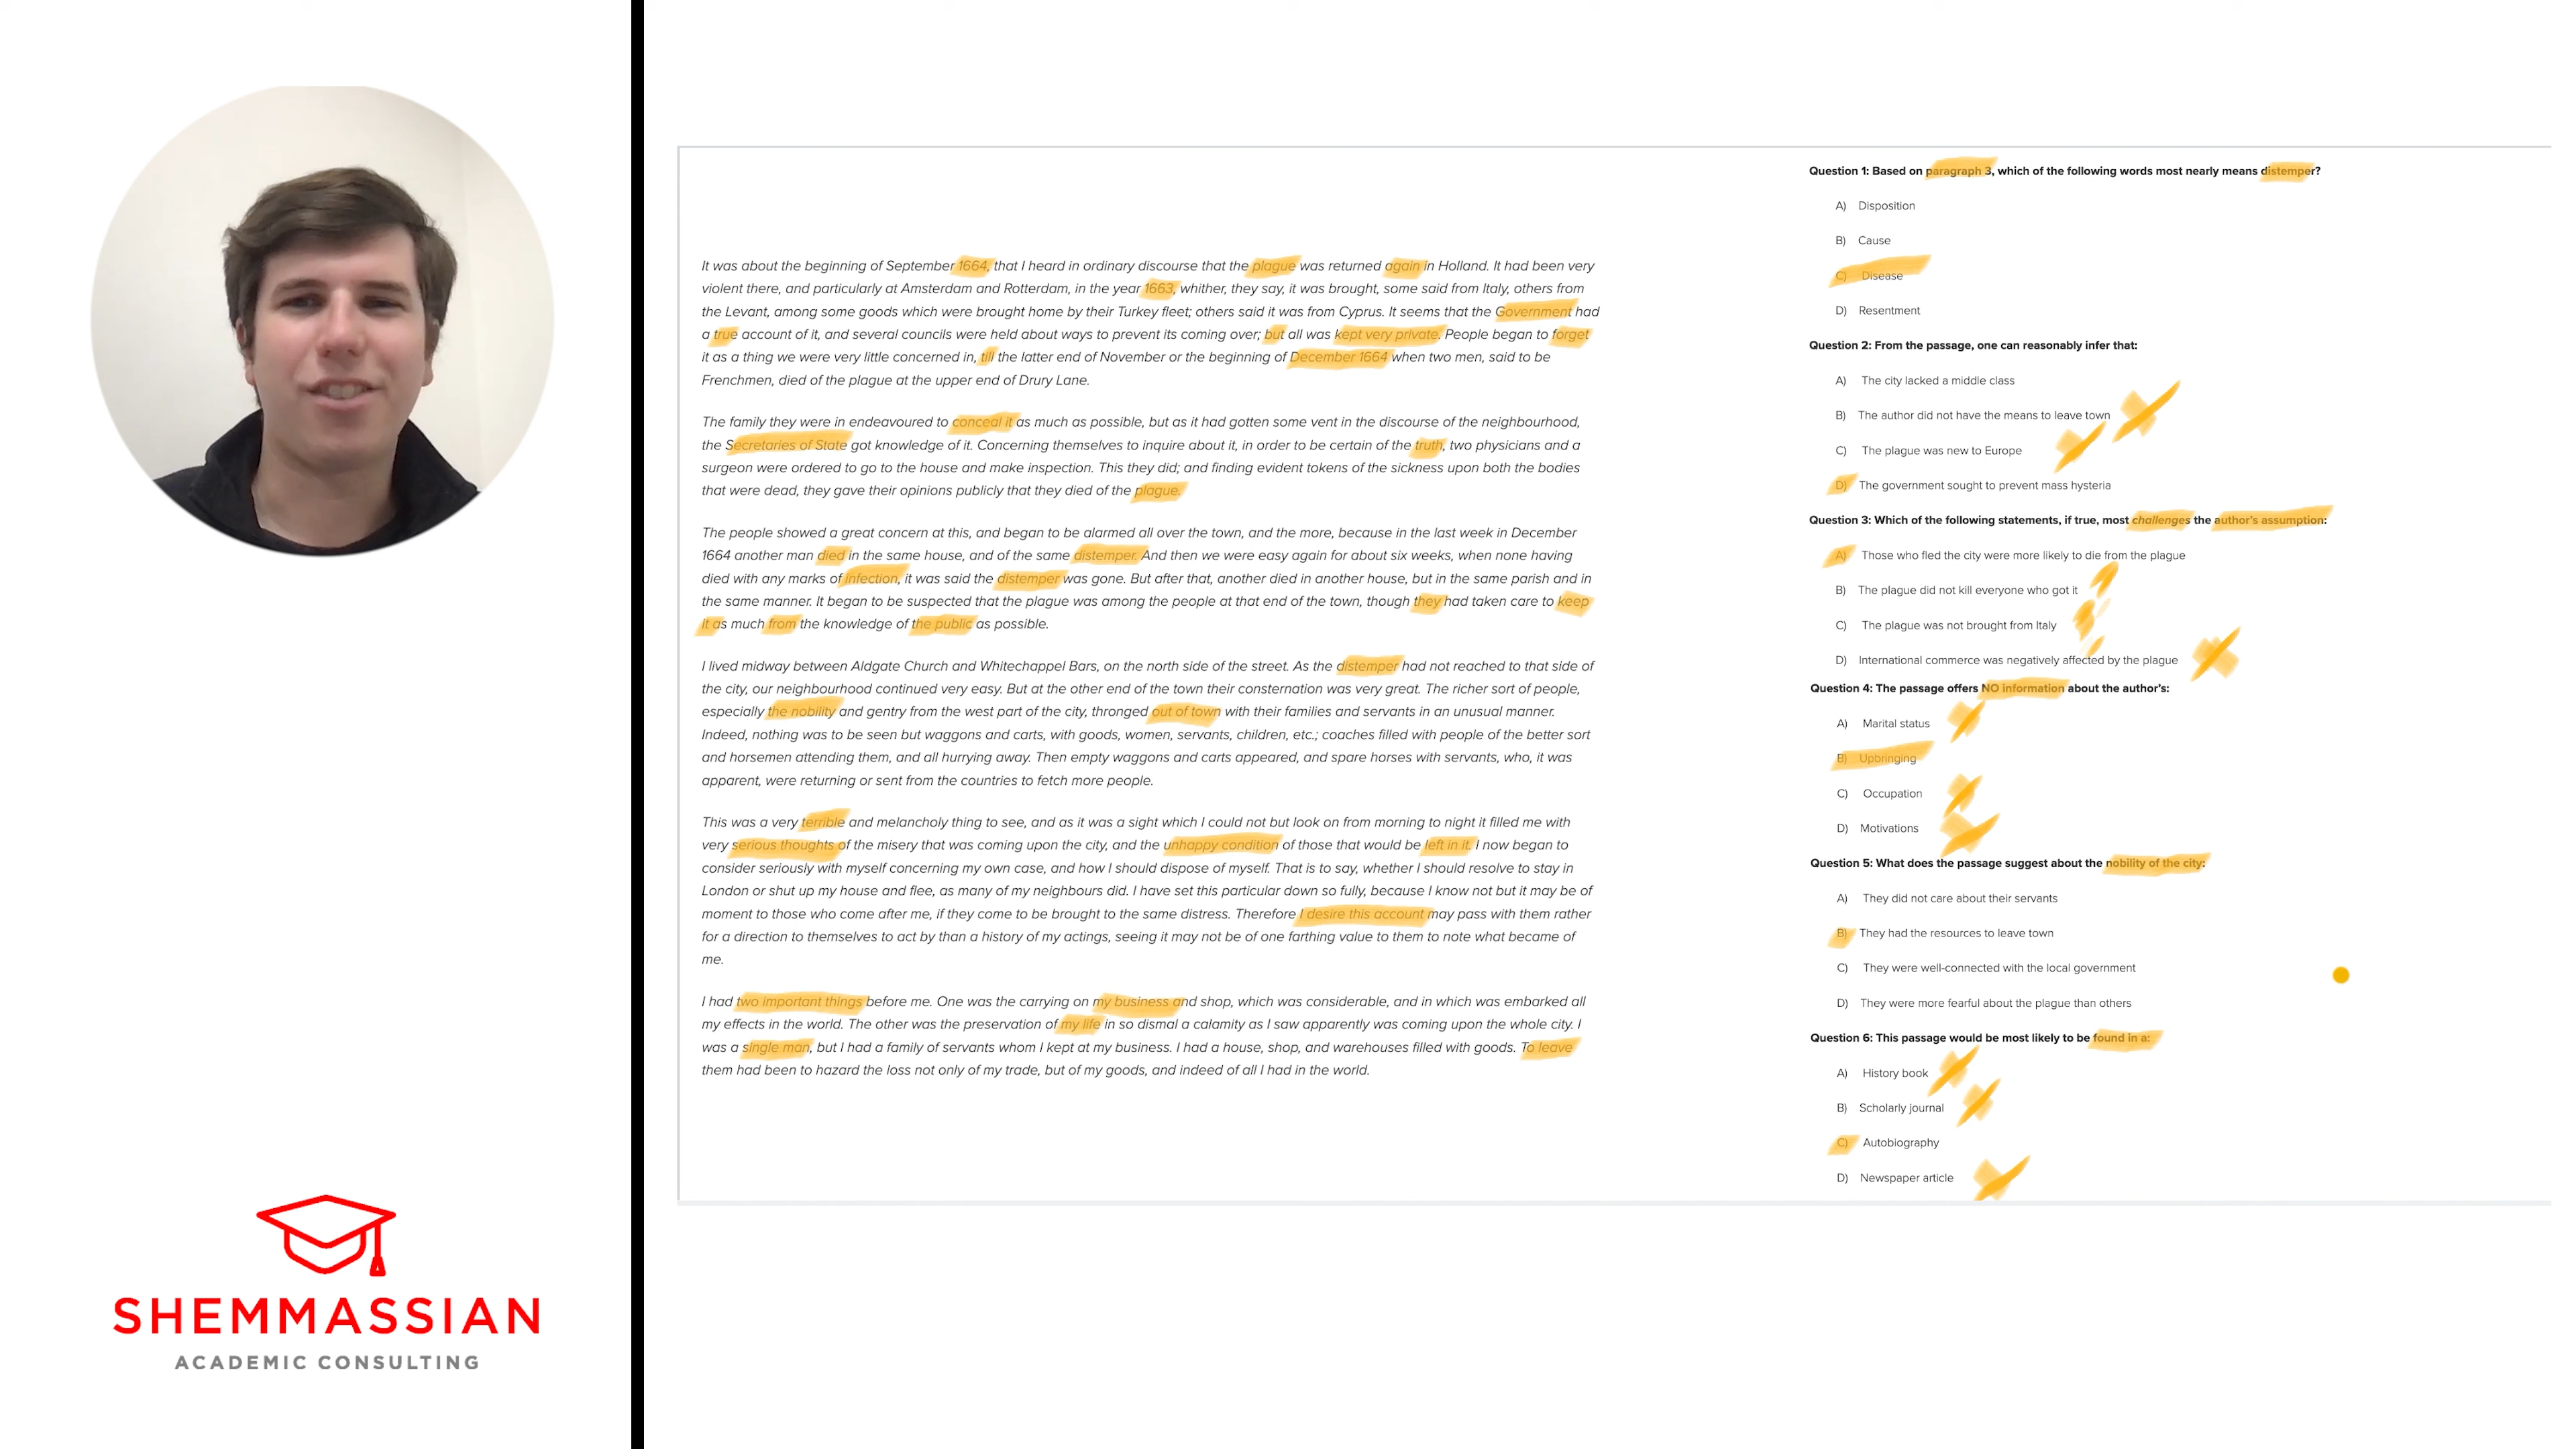 It was about the beginning of September 1664, that I heard in ordinary discourse that the plague was returned again in Holland. It had been very
violent there, and particularly at Amsterdam and Rotterdam, in the year 1663, whither, they say, it was brought, some said from Italy, others from
the Levant, among some goods which were brought home by their Turkey fleet; others said it was from Cyprus. It seems that the Government had
a true account of it, and several councils were held about ways to prevent its coming over; but all was kept very private. People began to forget
it as a thing we were very little concerned in, till the latter end of November or the beginning of December 1664 when two men, said to be
Frenchmen, died of the plague at the upper end of Drury Lane.
The family they were in endeavoured to conceal it as much as possible, but as it had gotten some vent in the discourse of the neighbourhood,
the Secretaries of State got knowledge of it. Concerning themselves to inquire about it, in order to be certain of the truth, two physicians and a
surgeon were ordered to go to the house and make inspection. This they did; and finding evident tokens of the sickness upon both the bodies
that were dead, they gave their opinions publicly that they died of the plague.
The people showed a great concern at this, and began to be alarmed all over the town, and the more, because in the last week in December
1664 another man died in the same house, and of the same distemper. And then we were easy again for about six weeks, when none having
died with any marks of infection, it was said the distemper was gone. But after that, another died in another house, but in the same parish and in
the same manner. It began to be suspected that the plague was among the people at that end of the town, though they had taken care to keep
it as much from the knowledge of the public as possible.
I lived midway between Aldgate Church and Whitechappel Bars, on the north side of the street. As the distemper had not reached to that side of
the city, our neighbourhood continued very easy. But at the other end of the town their consternation was very great. The richer sort of people,
especially the nobility and gentry from the west part of the city, thronged out of town with their families and servants in an unusual manner.
Indeed, nothing was to be seen but waggons and carts, with goods, women, servants, children, etc.; coaches filled with people of the better sort
and horsemen attending them, and all hurrying away. Then empty waggons and carts appeared, and spare horses with servants, who, it was
apparent, were returning or sent from the countries to fetch more people.
This was a very terrible and melancholy thing to see, and as it was a sight which I could not but look on from morning to night it filled me with
very serious thoughts of the misery that was coming upon the city, and the unhappy condition of those that would be left in it. I now began to
consider seriously with myself concerning my own case, and how I should dispose of myself. That is to say, whether I should resolve to stay in
London or shut up my house and flee, as many of my neighbours did. I have set this particular down so fully, because I know not but it may be of
moment to those who come after me, if they come to be brought to the same distress. Therefore I desire this account may pass with them rather
for a direction to themselves to act by than a history of my actings, seeing it may not be of one farthing value to them to note what became of
me.
I had two important things before me. One was the carrying on my business and shop, which was considerable, and in which was embarked all
my effects in the world. The other was the preservation of my life in so dismal a calamity as I saw apparently was coming upon the whole city. I
was a single man, but I had a family of servants whom I kept at my business. I had a house, shop, and warehouses filled with goods. To leave
them had been to hazard the loss not only of my trade, but of my goods, and indeed of all I had in the world.
Question 1: Based on paragraph 3, which of the following words most nearly means distemper?
A) Disposition
B) Cause
C) Disease
D) Resentment
Question 2: From the passage, one can reasonably infer that:
A) The city lacked a middle class
B) The author did not have the means to leave town
C) The plague was new to Europe
D) The government sought to prevent mass hysteria
Question 3: Which of the following statements, if true, most challenges the author's assumption:
A) Those who fled the city were more likely to die from the plague
B) The plague did not kill everyone who got it
C) The plague was not brought from Italy
D) International commerce was negatively affected by the plague
Question 4: The passage offers NO information about the author's:
A) Marital status
B) Upbringing
C) Occupation
D) Motivations
Question 5: What does the passage suggest about the nobility of the city:
A) They did not care about their servants
B) They had the resources to leave town
C) They were well-connected with the local government
D) They were more fearful about the plague than others
Question 6: This passage would be most likely to be found in a:
A) History book
B) Scholarly journal
C) Autobiography
D) Newspaper article
SHEMMASSIAN
ACADEMIC CONSULTING